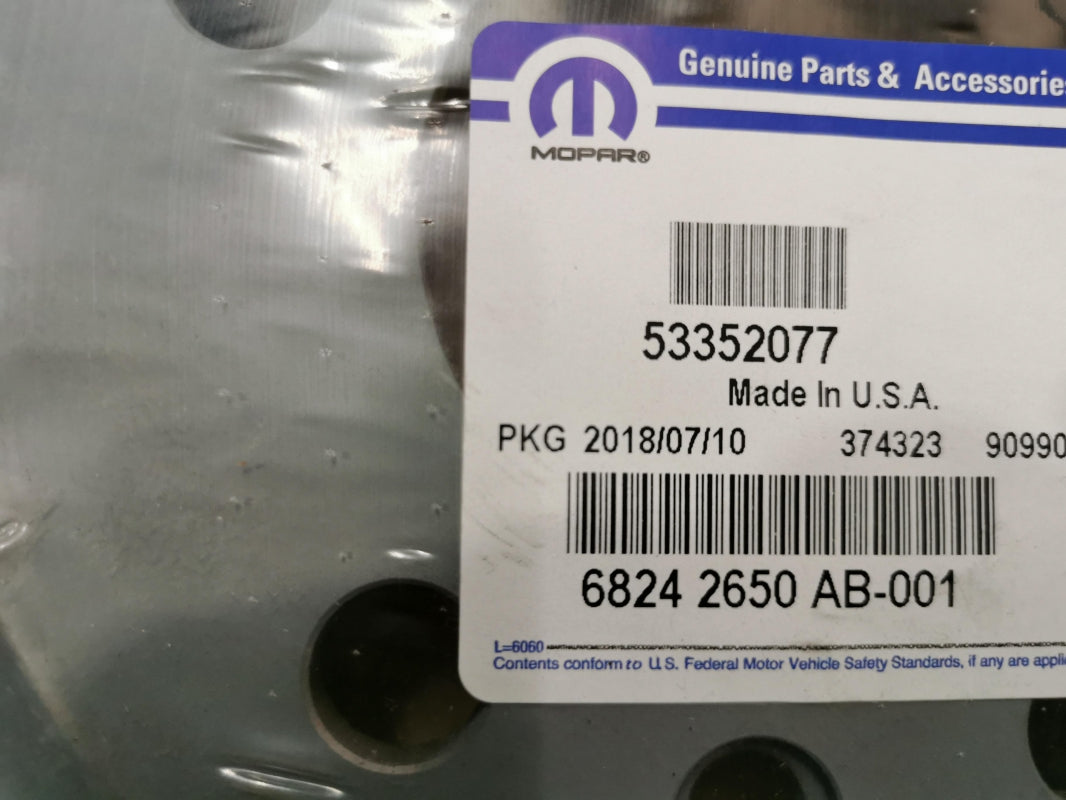 Genuine Parts & Accessories
MOPAR®
53352077
Made In U.S.A.
PKG 2018/07/10 374323 90990
6824 2650 AB-001
L=6060
Contents conform to U.S. Federal Motor Vehicle Safety Standards, if any are